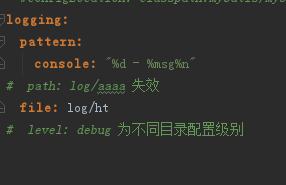 logging:
pattern:
console: "%d - %msg%n"
# path: log/aaaa 失效
file: log/ht
# level: debug 为不同目录配置级别